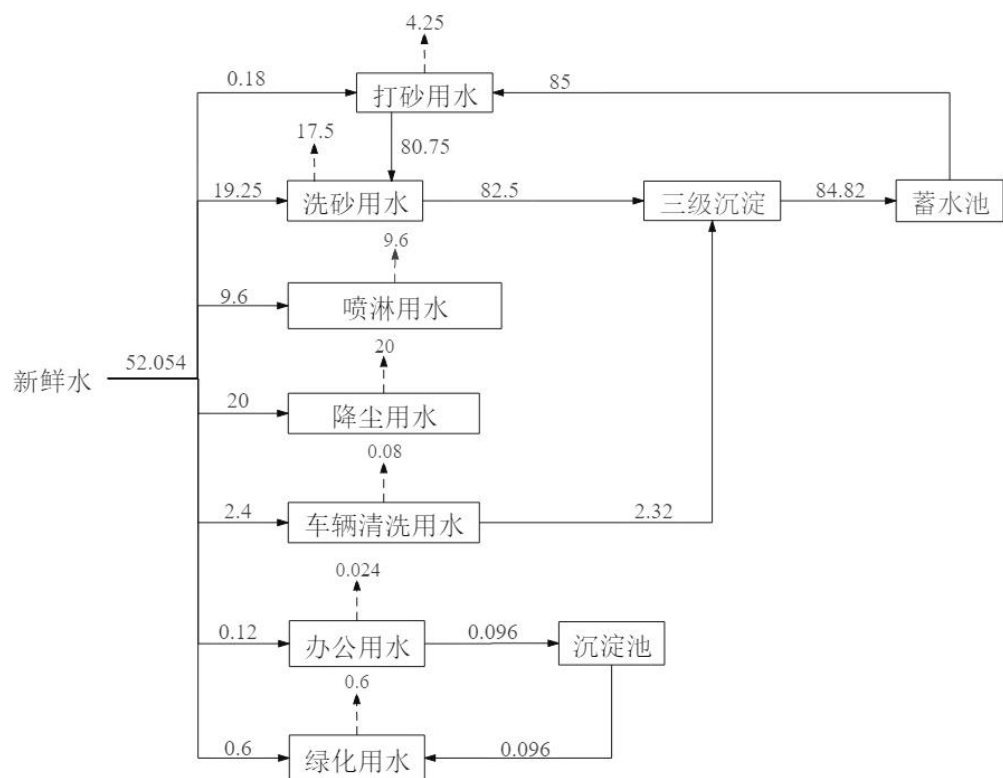 4.25
0.18
打砂用水
85
17.5
80.75
19.25
洗砂用水
82.5
三级沉淀
84.82
蓄水池
9.6
9.6
喷淋用水
新鲜水
52.054
20
20
降尘用水
0.08
2.4
车辆清洗用水
2.32
0.024
0.12
办公用水
0.096
沉淀池
0.6
0.6
绿化用水
0.096